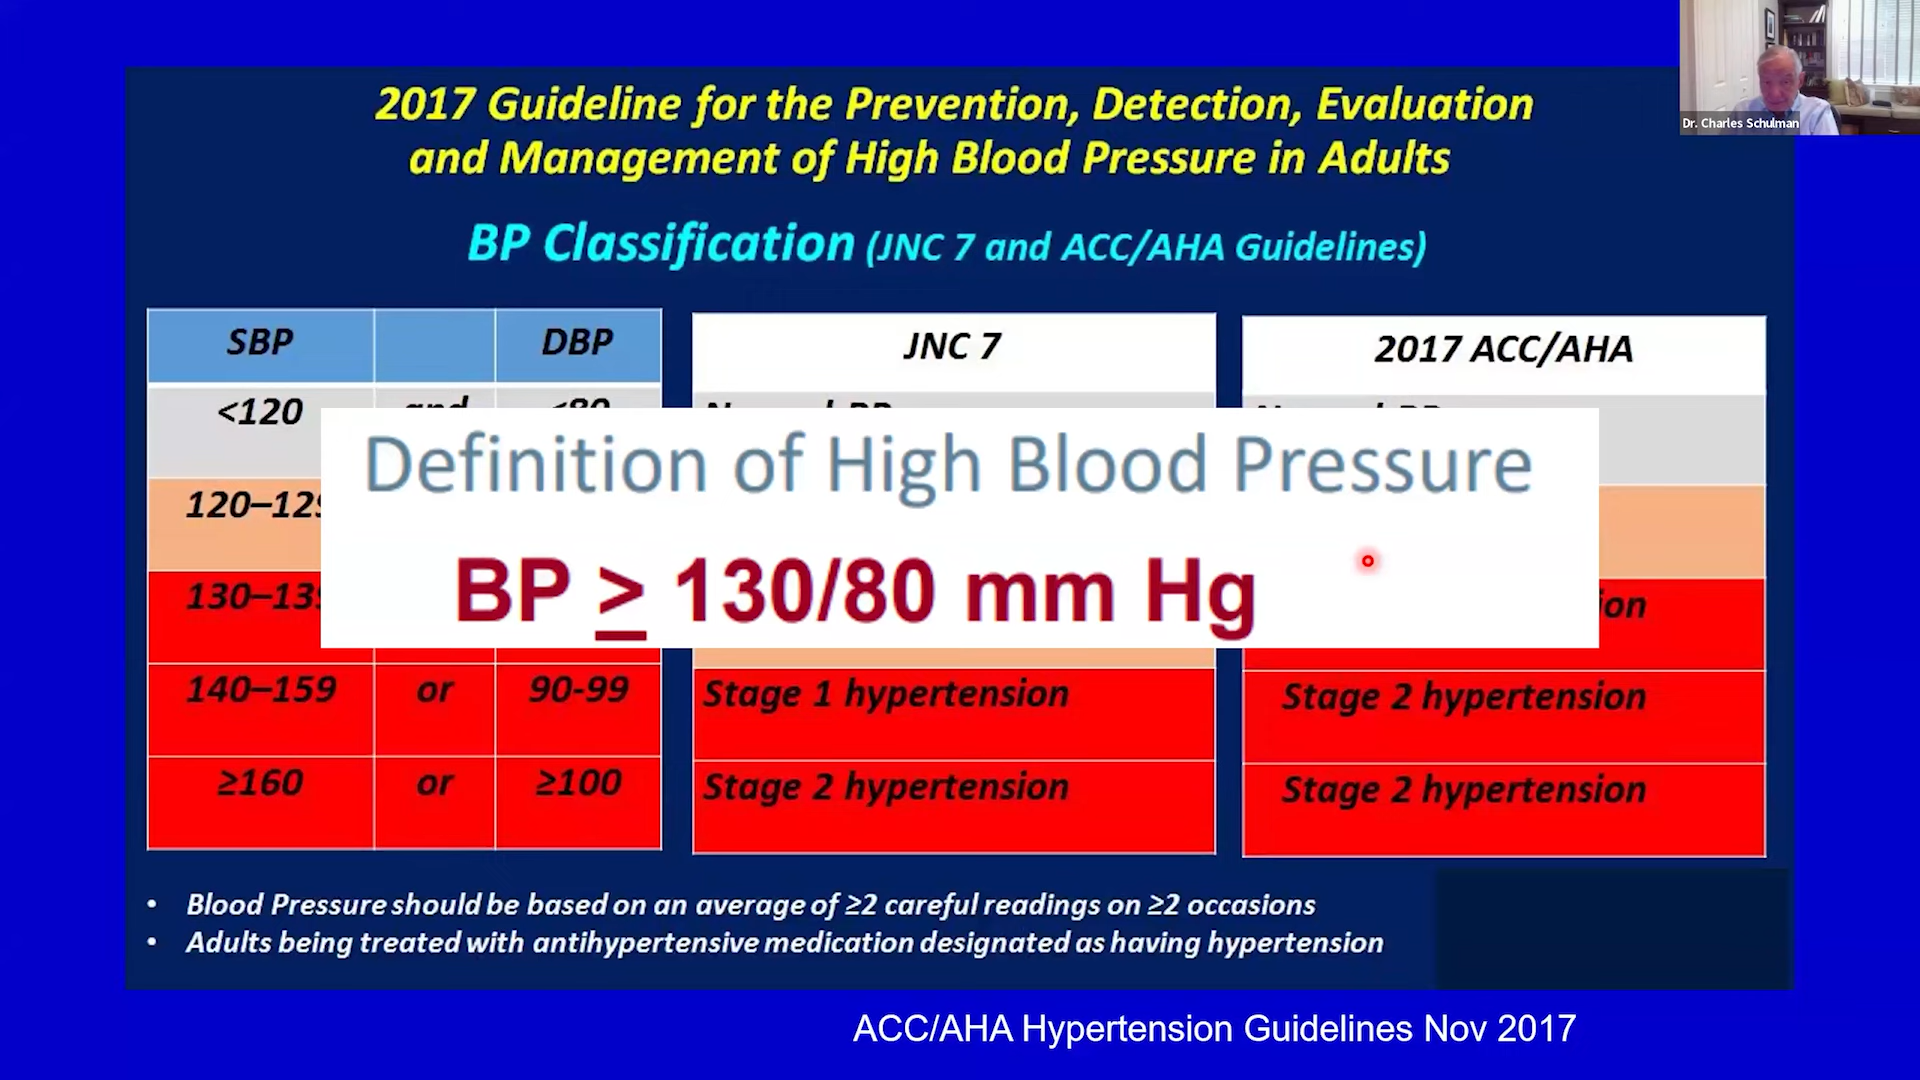 Dr. Charles Schulman
2017 Guideline for the Prevention, Detection, Evaluation
and Management of High Blood Pressure in Adults
BP Classification (JNC 7 and ACC/AHA Guidelines)
SBP DBP JNC 7 2017 ACC/AHA
<120 and <80
Definition of High Blood Pressure
120–129
BP ≥ 130/80 mm Hg
130–139
140–159 or 90-99 Stage 1 hypertension Stage 2 hypertension
≥160 or ≥100 Stage 2 hypertension Stage 2 hypertension
• Blood Pressure should be based on an average of ≥2 careful readings on ≥2 occasions
• Adults being treated with antihypertensive medication designated as having hypertension
ACC/AHA Hypertension Guidelines Nov 2017